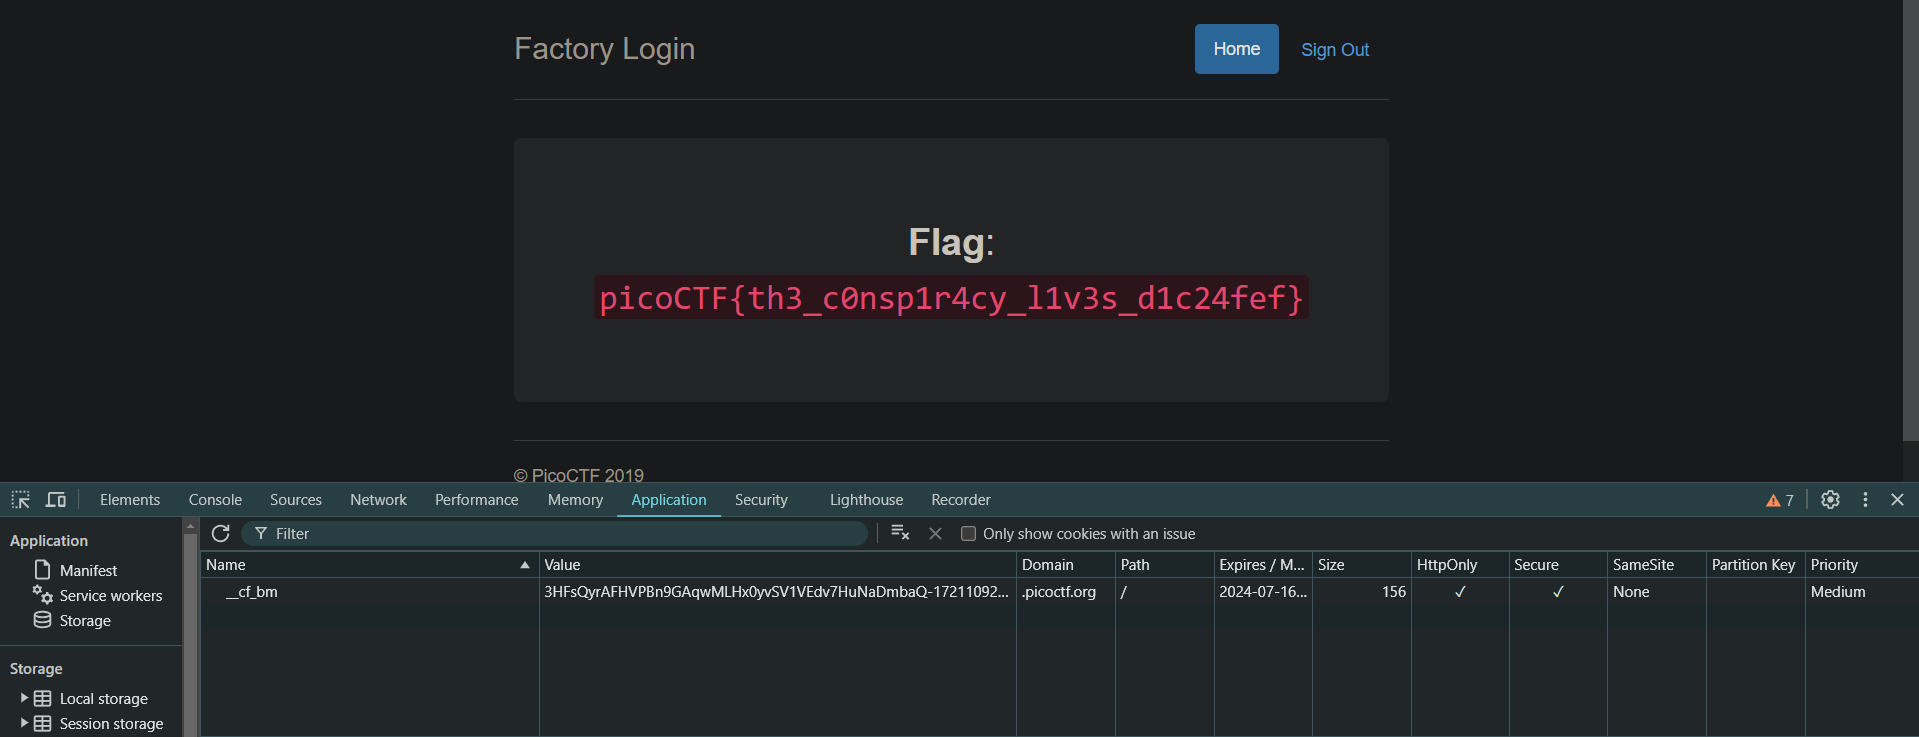 Factory Login
Home
Sign Out
Flag:
picoCTF{th3_c0nsp1r4cy_l1v3s_d1c24fef}
© PicoCTF 2019
Elements Console Sources Network Performance Memory Application Security Lighthouse Recorder 7
Application
Manifest
Service workers
Storage
Storage
Local storage
Session storage
Filter
Only show cookies with an issue
Name Value Domain Path Expires / M... Size HttpOnly Secure SameSite Partition Key Priority
__cf_bm 3HFsQyrAFHVPBn9GAqwMLHx0yvSV1VEdv7HuNaDmbaQ-17211092... .picoctf.org / 2024-07-16... 156 ✓ ✓ None Medium